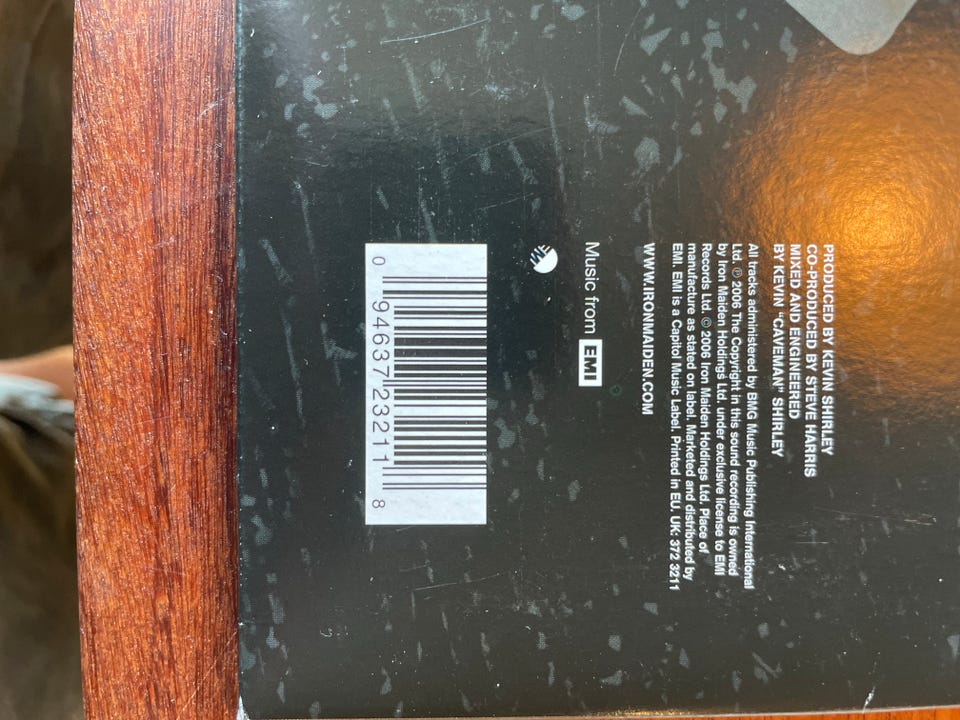 PRODUCED BY KEVIN SHIRLEY
CO-PRODUCED BY STEVE HARRIS
MIXED AND ENGINEERED
BY KEVIN "CAVEMAN" SHIRLEY
All tracks administered by BMG Music Publishing International
Ltd. ℗ 2006 The Copyright in this sound recording is owned
by Iron Maiden Holdings Ltd. under exclusive license to EMI
Records Ltd. © 2006 Iron Maiden Holdings Ltd. Place of
manufacture as stated on label. Marketed and distributed by
EMI. EMI is a Capitol Music Label. Printed in EU. UK: 372 3211
WWW.IRONMAIDEN.COM
Music from EMI
0 94637 23211 8